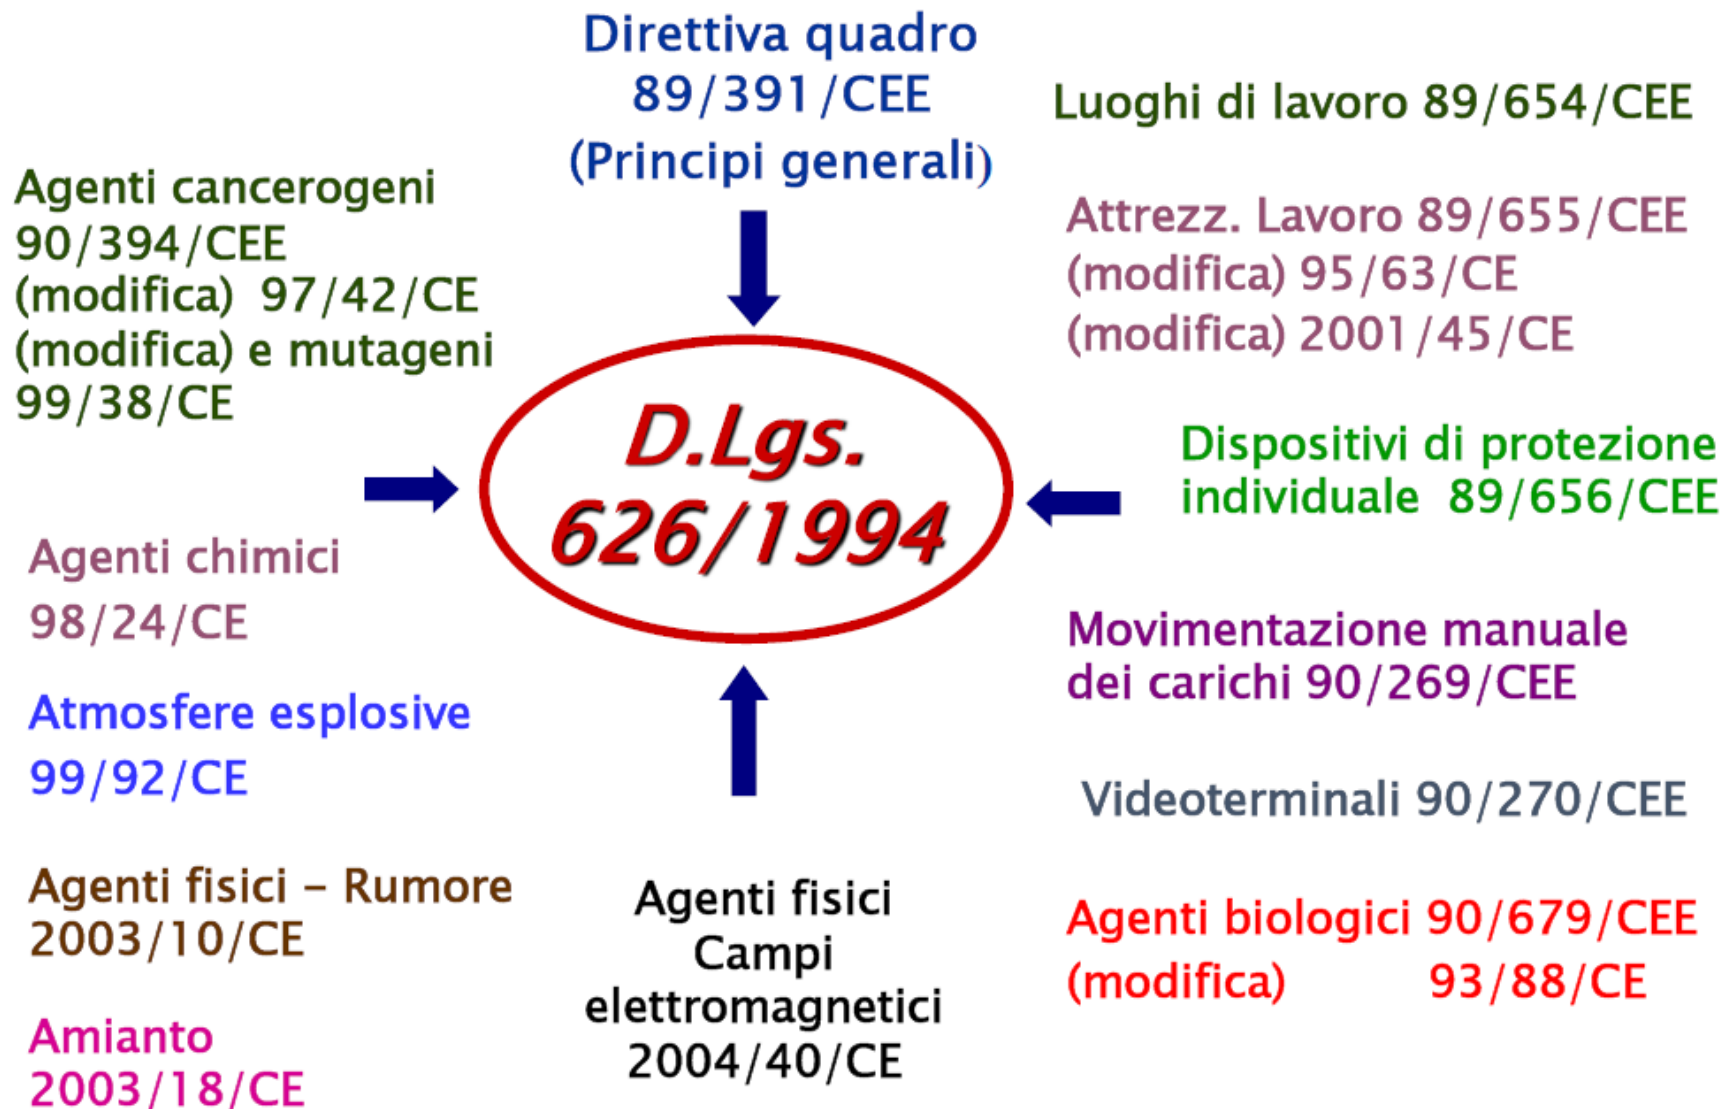 Direttiva quadro
89/391/CEE
(Principi generali)
Agenti cancerogeni
90/394/CEE
(modifica) 97/42/CE
(modifica) e mutageni
99/38/CE
Agenti chimici
98/24/CE
Atmosfere esplosive
99/92/CE
Agenti fisici – Rumore
2003/10/CE
Amianto
2003/18/CE
D.Lgs.
626/1994
Agenti fisici
Campi
elettromagnetici
2004/40/CE
Luoghi di lavoro 89/654/CEE
Attrezz. Lavoro 89/655/CEE
(modifica) 95/63/CE
(modifica) 2001/45/CE
Dispositivi di protezione
individuale 89/656/CEE
Movimentazione manuale
dei carichi 90/269/CEE
Videoterminali 90/270/CEE
Agenti biologici 90/679/CEE
(modifica) 93/88/CE